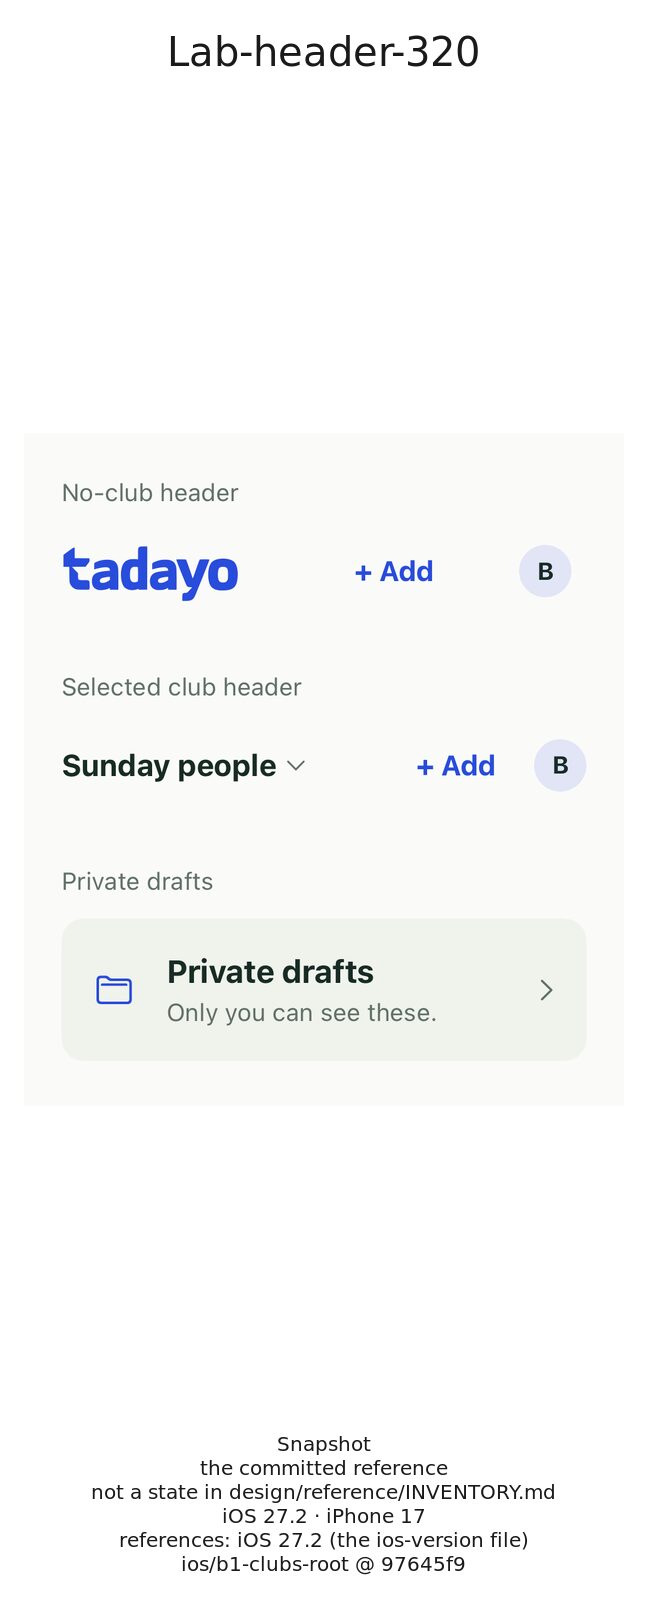 Lab-header-320
No-club header
tadayo
+ Add
B
Selected club header
Sunday people
+ Add
B
Private drafts
Private drafts
Only you can see these.
Snapshot
the committed reference
not a state in design/reference/INVENTORY.md
iOS 27.2 · iPhone 17
references: iOS 27.2 (the ios-version file)
ios/b1-clubs-root @ 97645f9